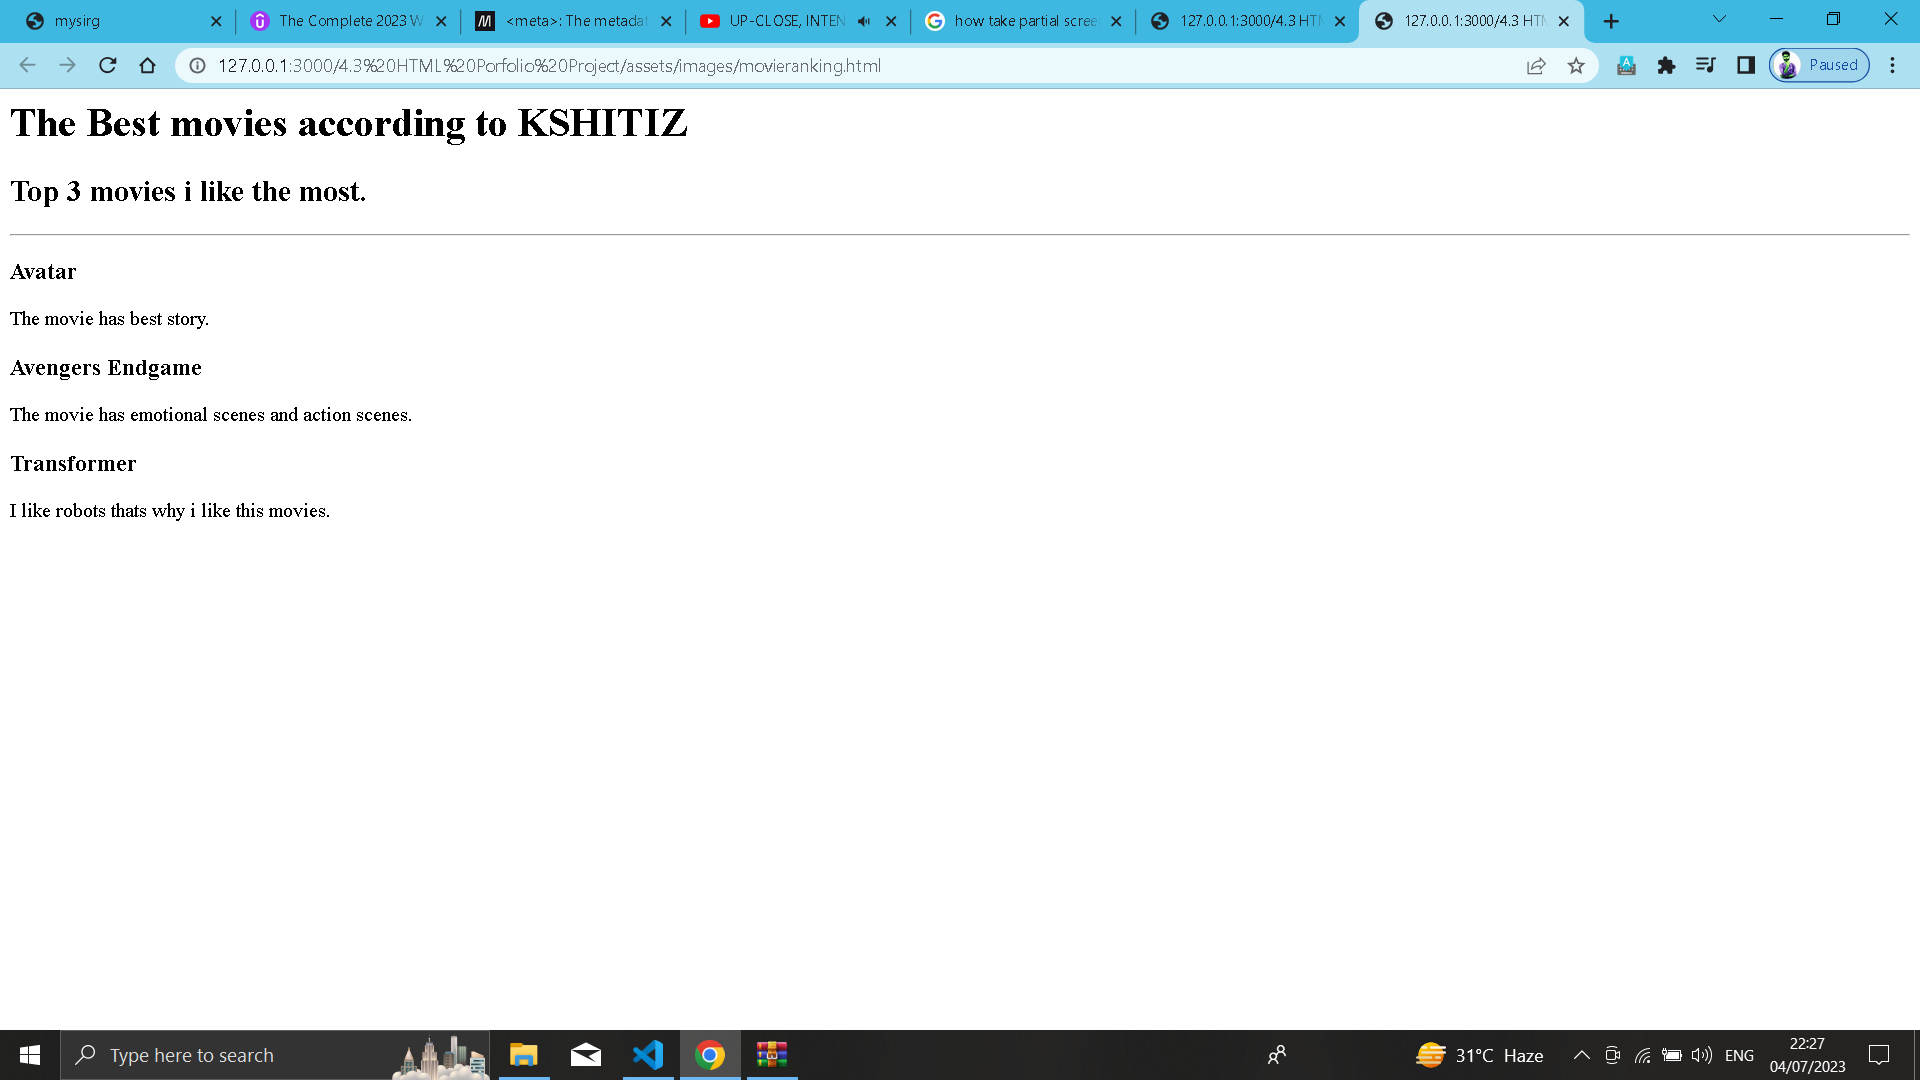 mysirg
The Complete 2023 W
<meta>: The metadat
UP-CLOSE, INTEN
how take partial scree
127.0.0.1:3000/4.3 HTM
127.0.0.1:3000/4.3 HTM
127.0.0.1:3000/4.3%20HTML%20Porfolio%20Project/assets/images/movieranking.html
Paused
The Best movies according to KSHITIZ
Top 3 movies i like the most.
Avatar
The movie has best story.
Avengers Endgame
The movie has emotional scenes and action scenes.
Transformer
I like robots thats why i like this movies.
Type here to search
31°C Haze
ENG
22:27
04/07/2023